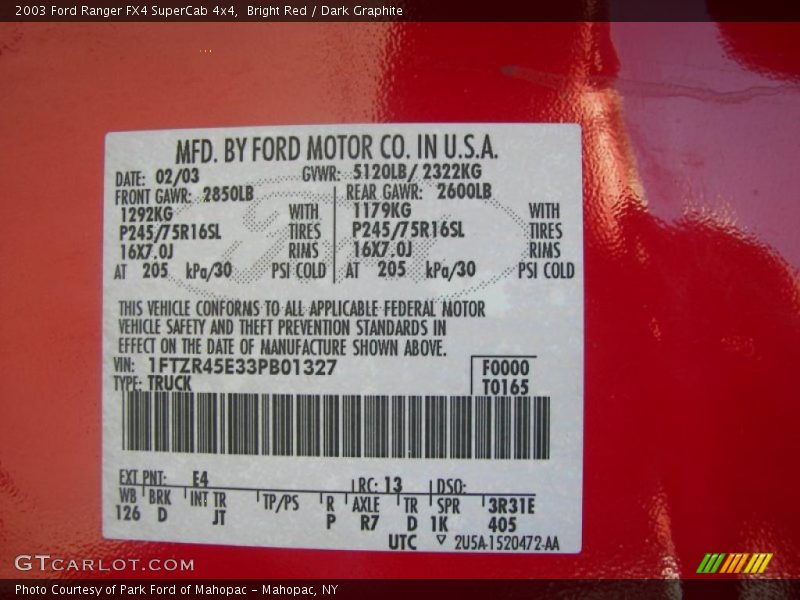 2003 Ford Ranger FX4 SuperCab 4x4,  Bright Red / Dark Graphite
MFD. BY FORD MOTOR CO. IN U.S.A.
DATE: 02/03 GVWR: 5120LB/ 2322KG
FRONT GAWR: 2850LB REAR GAWR: 2600LB
1292KG WITH 1179KG WITH
P245/75R16SL TIRES P245/75R16SL TIRES
16X7.0J RIMS 16X7.0J RIMS
AT 205 kPa/30 PSI COLD AT 205 kPa/30 PSI COLD
THIS VEHICLE CONFORMS TO ALL APPLICABLE FEDERAL MOTOR
VEHICLE SAFETY AND THEFT PREVENTION STANDARDS IN
EFFECT ON THE DATE OF MANUFACTURE SHOWN ABOVE.
VIN: 1FTZR45E33PB01327 F0000
TYPE: TRUCK T0165
EXT PNT: E4 RC: 13 DSO:
WB BRK INT TR TP/PS R AXLE TR SPR 3R31E
126 D JT P R7 D 1K 405
UTC ▽ 2U5A-1520472-AA
GTCARLOT.COM
Photo Courtesy of Park Ford of Mahopac - Mahopac, NY